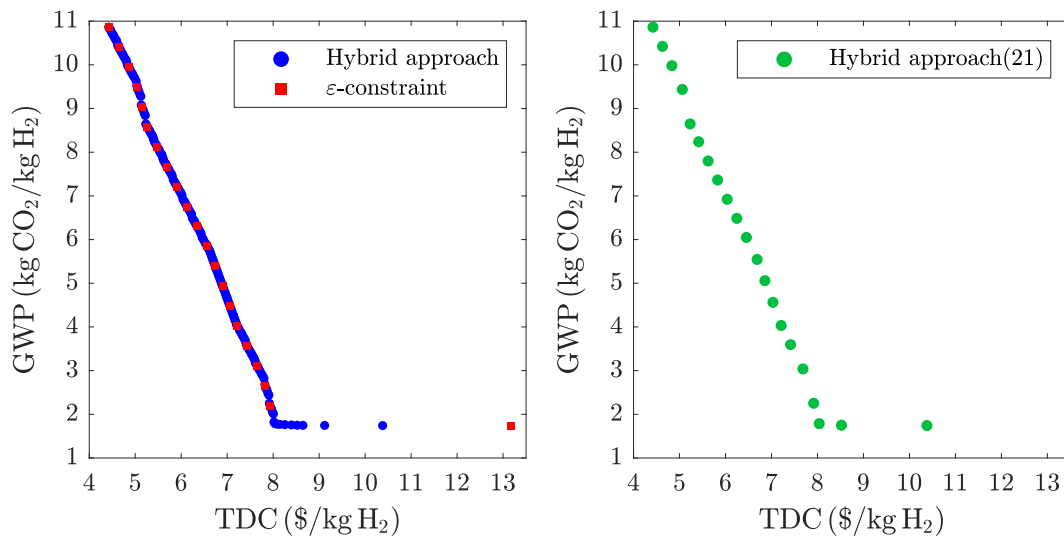 11
10
9
8
7
6
5
4
3
2
1
GWP (kg CO₂/kg H₂)
Hybrid approach
ε-constraint
4 5 6 7 8 9 10 11 12 13
TDC ($/kg H₂)
11
10
9
8
7
6
5
4
3
2
1
GWP (kg CO₂/kg H₂)
Hybrid approach(21)
4 5 6 7 8 9 10 11 12 13
TDC ($/kg H₂)